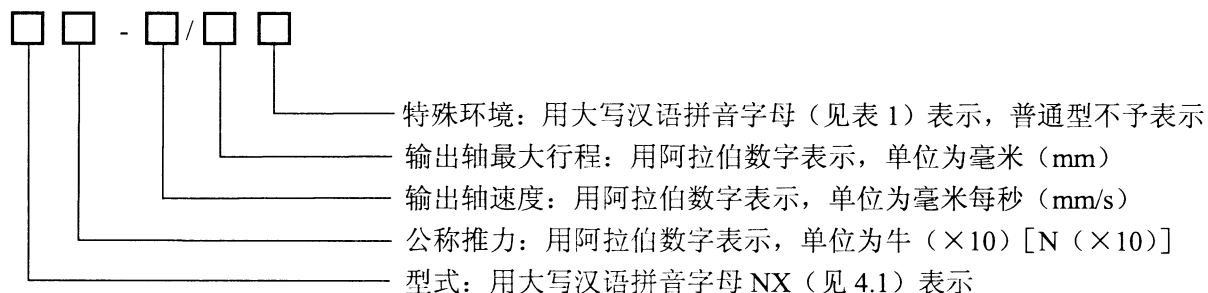 □ □ - □/□ □
特殊环境：用大写汉语拼音字母（见表 1）表示，普通型不予表示
输出轴最大行程：用阿拉伯数字表示，单位为毫米（mm）
输出轴速度：用阿拉伯数字表示，单位为毫米每秒（mm/s）
公称推力：用阿拉伯数字表示，单位为牛（×10）[N（×10）]
型式：用大写汉语拼音字母 NX（见 4.1）表示